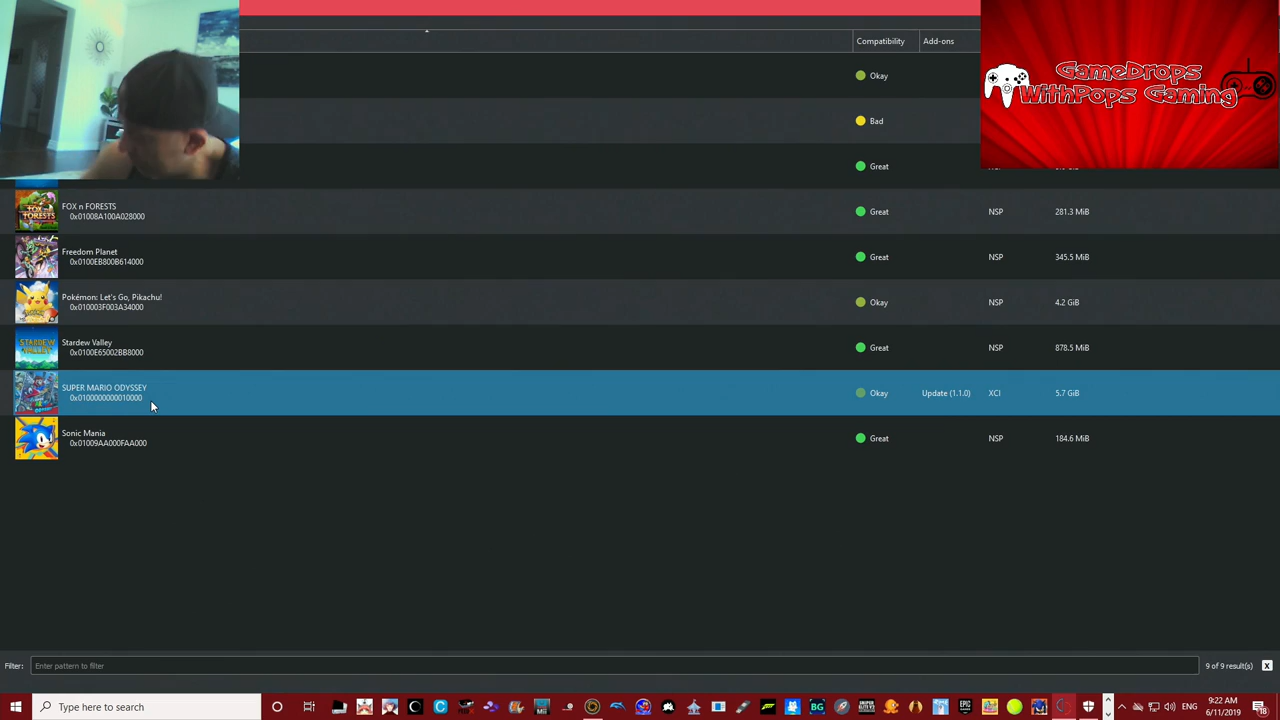 Compatibility Add-ons
GameDrops
WithPops Gaming
Okay
Bad
Great
FOX n FORESTS
0x01008A100A028000
Great NSP 281.3 MiB
Freedom Planet
0x0100EB800B614000
Great NSP 345.5 MiB
Pokémon: Let's Go, Pikachu!
0x010003F003A34000
Okay NSP 4.2 GiB
STARDEW
VALLEY
Stardew Valley
0x0100E65002BB8000
Great NSP 878.5 MiB
SUPER MARIO ODYSSEY
0x0100000000010000
Okay Update (1.1.0) XCI 5.7 GiB
Sonic Mania
0x01009AA000FAA000
Great NSP 184.6 MiB
Filter: Enter pattern to filter 9 of 9 result(s) X
Type here to search
ENG
9:22 AM
6/11/2019
18